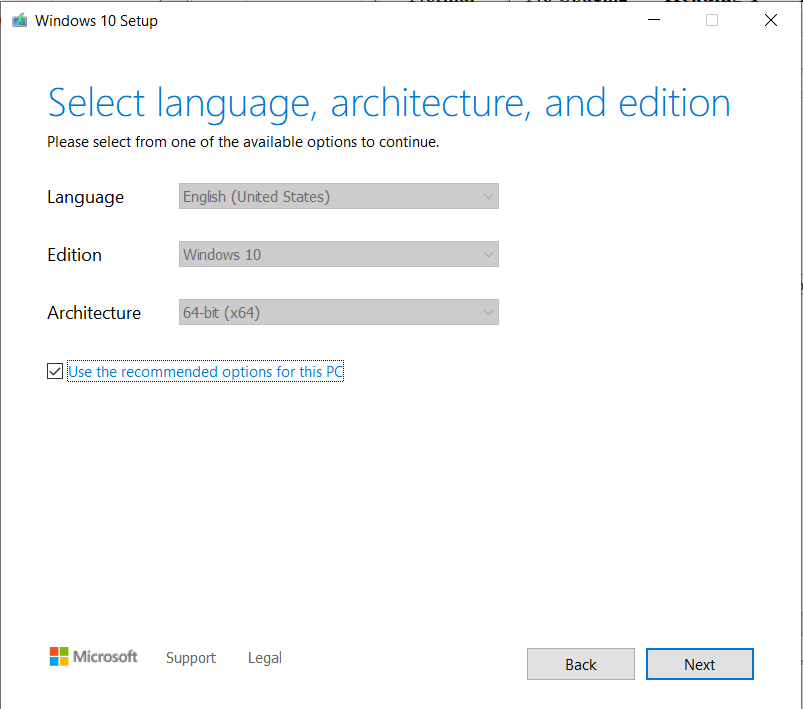 Windows 10 Setup
Select language, architecture, and edition
Please select from one of the available options to continue.
Language English (United States)
Edition Windows 10
Architecture 64-bit (x64)
Use the recommended options for this PC
Microsoft Support Legal Back Next